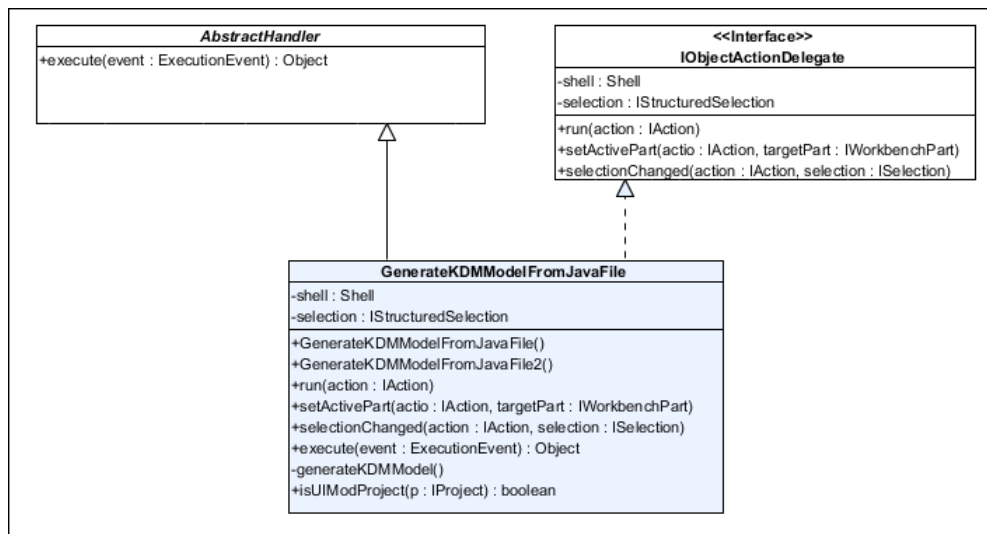 AbstractHandler
+execute(event : ExecutionEvent) : Object
<<Interface>>
IObjectActionDelegate
-shell : Shell
-selection : IStructuredSelection
+run(action : IAction)
+setActivePart(actio : IAction, targetPart : IWorkbenchPart)
+selectionChanged(action : IAction, selection : ISelection)
GenerateKDMModelFromJavaFile
-shell : Shell
-selection : IStructuredSelection
+GenerateKDMModelFromJavaFile()
+GenerateKDMModelFromJavaFile2()
+run(action : IAction)
+setActivePart(actio : IAction, targetPart : IWorkbenchPart)
+selectionChanged(action : IAction, selection : ISelection)
+execute(event : ExecutionEvent) : Object
-generateKDMModel()
+isUIModProject(p : IProject) : boolean